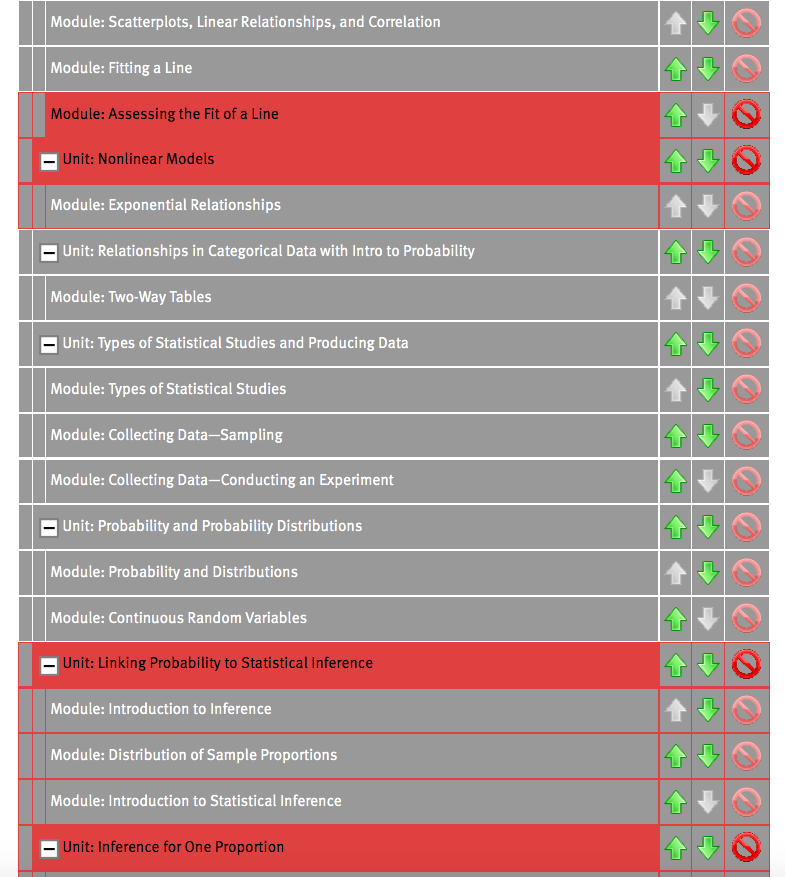 Module: Scatterplots, Linear Relationships, and Correlation
Module: Fitting a Line
Module: Assessing the Fit of a Line
Unit: Nonlinear Models
Module: Exponential Relationships
Unit: Relationships in Categorical Data with Intro to Probability
Module: Two-Way Tables
Unit: Types of Statistical Studies and Producing Data
Module: Types of Statistical Studies
Module: Collecting Data—Sampling
Module: Collecting Data—Conducting an Experiment
Unit: Probability and Probability Distributions
Module: Probability and Distributions
Module: Continuous Random Variables
Unit: Linking Probability to Statistical Inference
Module: Introduction to Inference
Module: Distribution of Sample Proportions
Module: Introduction to Statistical Inference
Unit: Inference for One Proportion